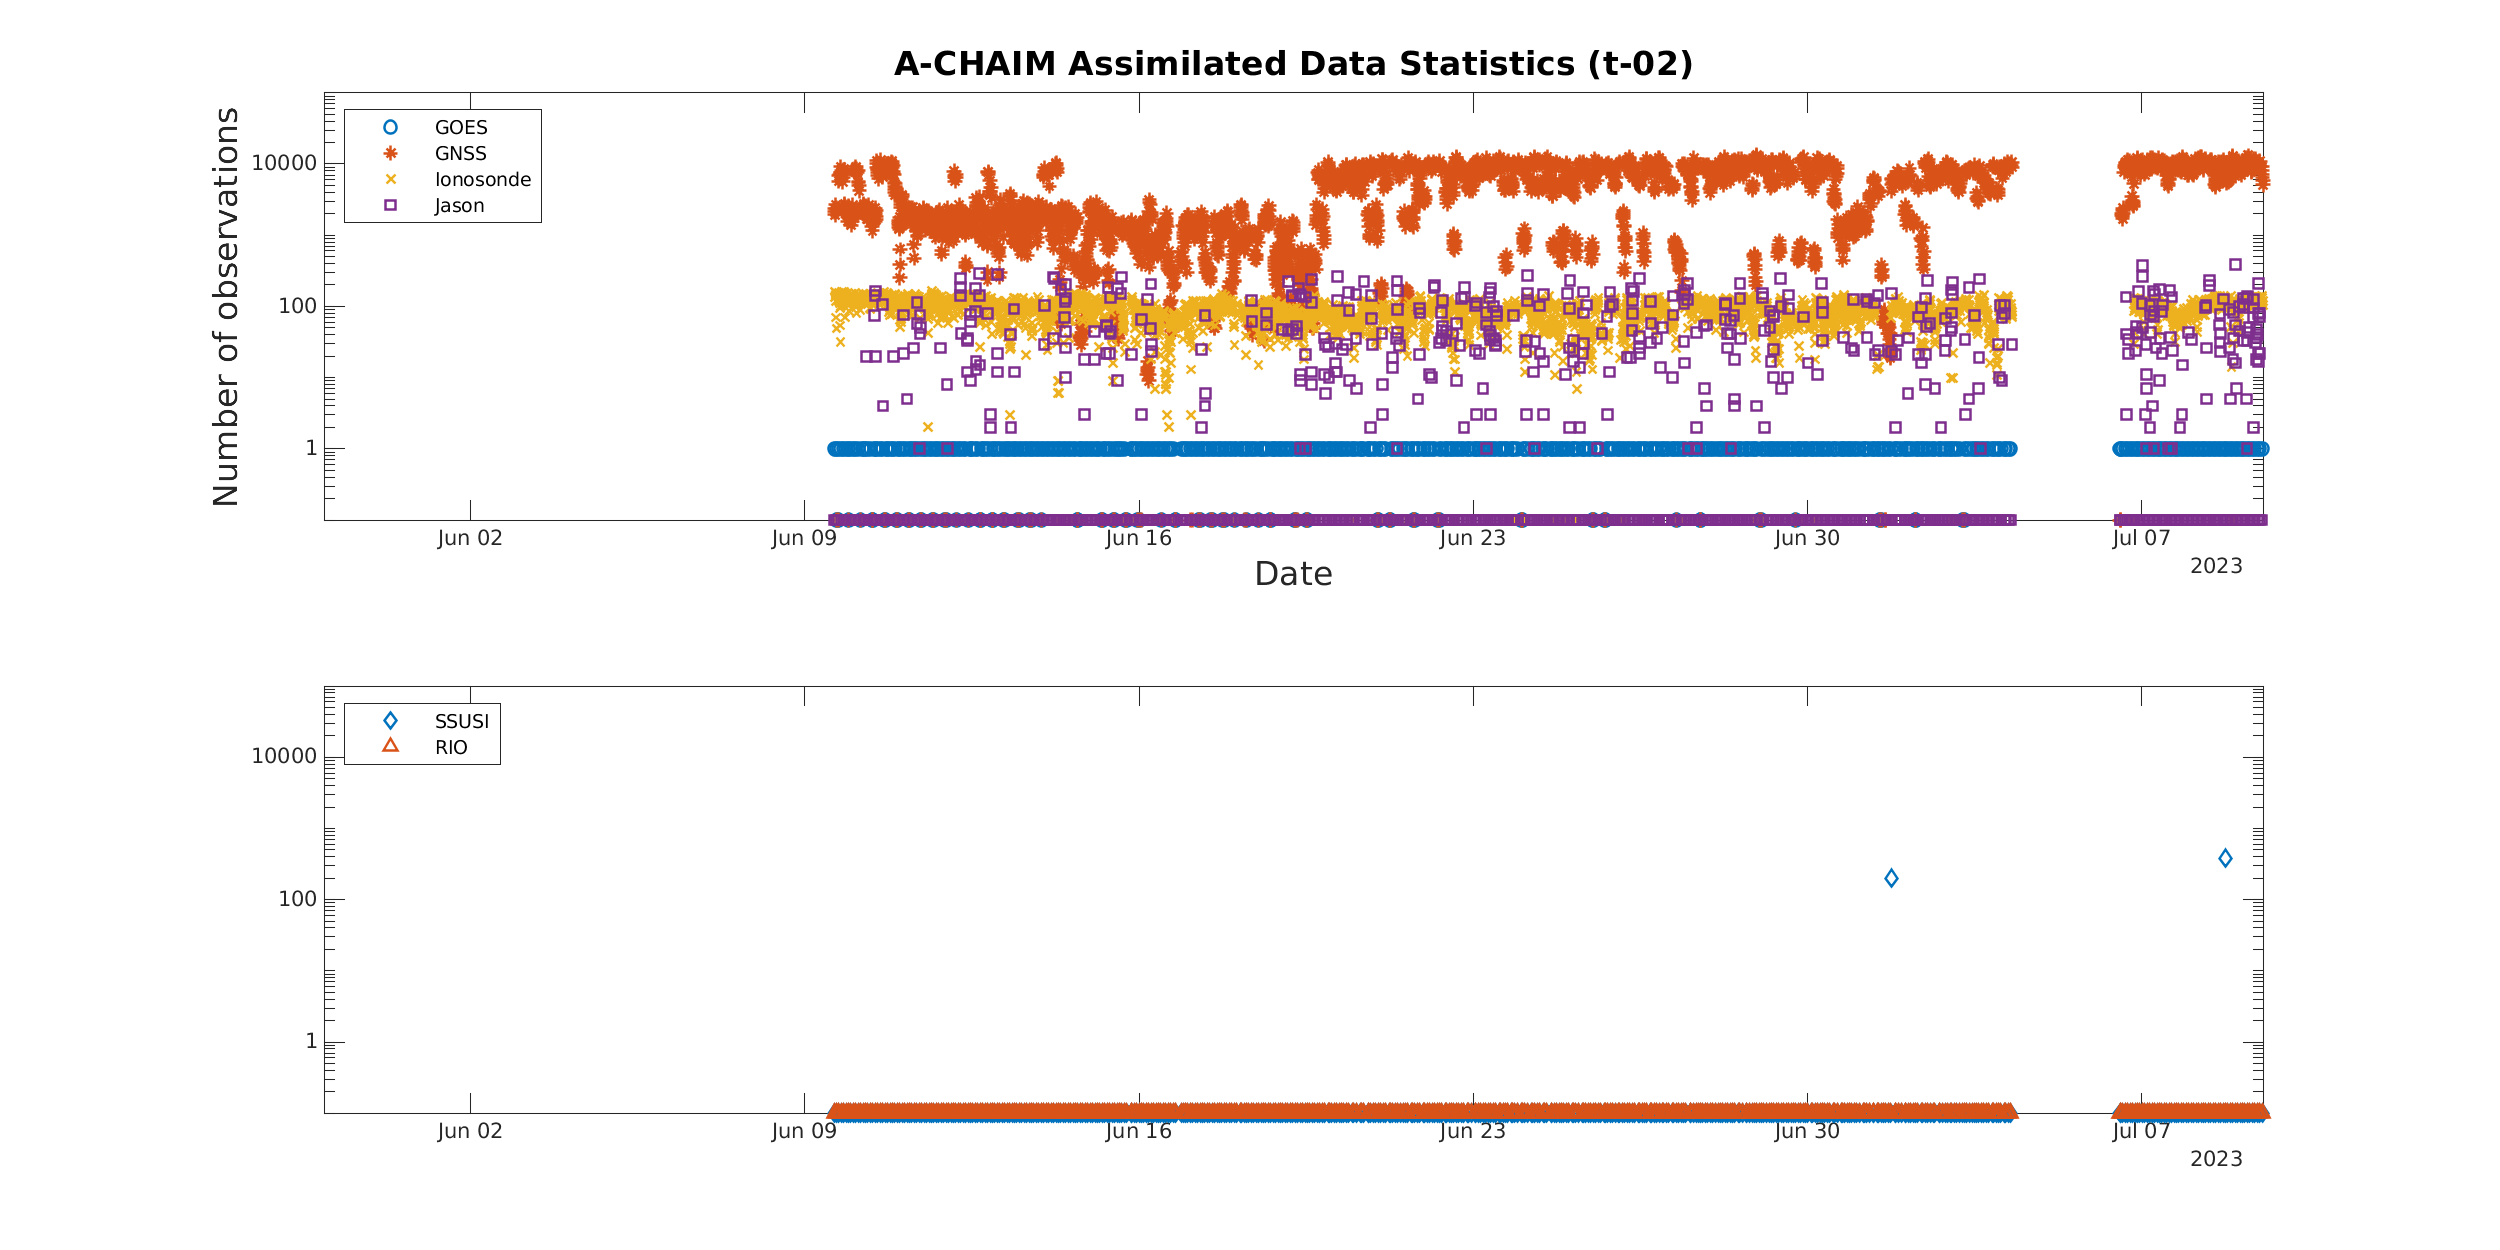 A-CHAIM Assimilated Data Statistics (t-02)
Number of observations
10000
100
1
GOES
GNSS
Ionosonde
Jason
Jun 02 Jun 09 Jun 16 Jun 23 Jun 30 Jul 07
2023
Date
10000
100
1
SSUSI
RIO
Jun 02 Jun 09 Jun 16 Jun 23 Jun 30 Jul 07
2023